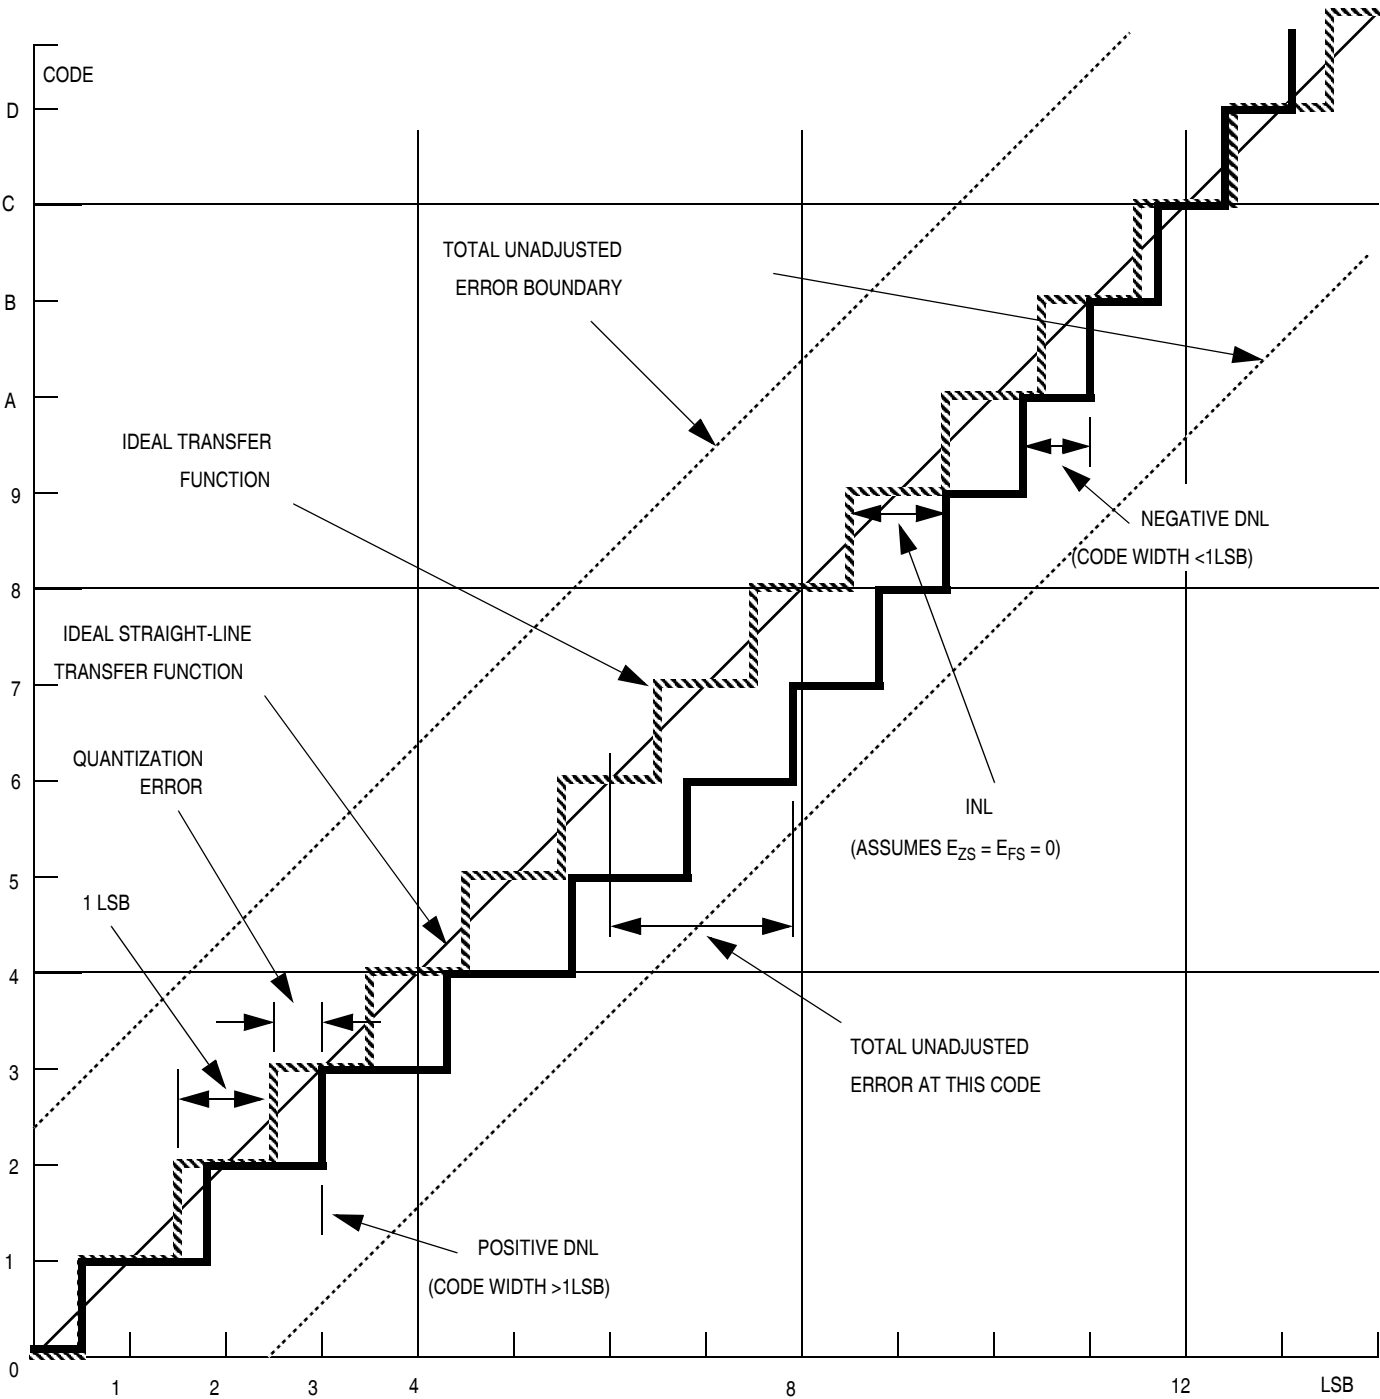 CODE
D
C
B
A
9
8
7
6
5
4
3
2
1
0
TOTAL UNADJUSTED
ERROR BOUNDARY
IDEAL TRANSFER
FUNCTION
NEGATIVE DNL
(CODE WIDTH <1LSB)
IDEAL STRAIGHT-LINE
TRANSFER FUNCTION
QUANTIZATION
ERROR
INL
(ASSUMES EZS = EFS = 0)
1 LSB
TOTAL UNADJUSTED
ERROR AT THIS CODE
POSITIVE DNL
(CODE WIDTH >1LSB)
1 2 3 4 8 12 LSB